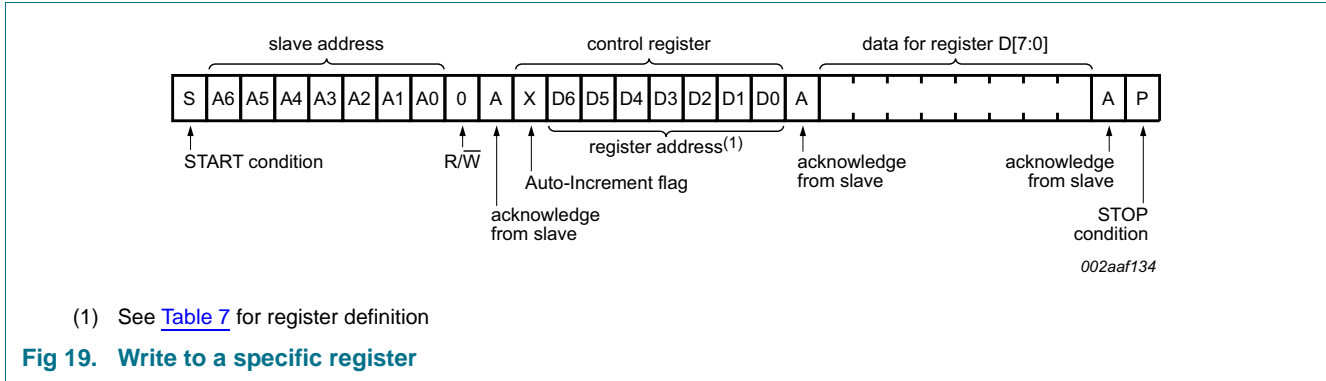 slave address control register data for register D[7:0]
S A6 A5 A4 A3 A2 A1 A0 0 A X D6 D5 D4 D3 D2 D1 D0 A A P
START condition R/W̅ register address(1) acknowledge from slave acknowledge from slave
Auto-Increment flag
acknowledge from slave
STOP condition
002aaf134
(1) See Table 7 for register definition
Fig 19. Write to a specific register